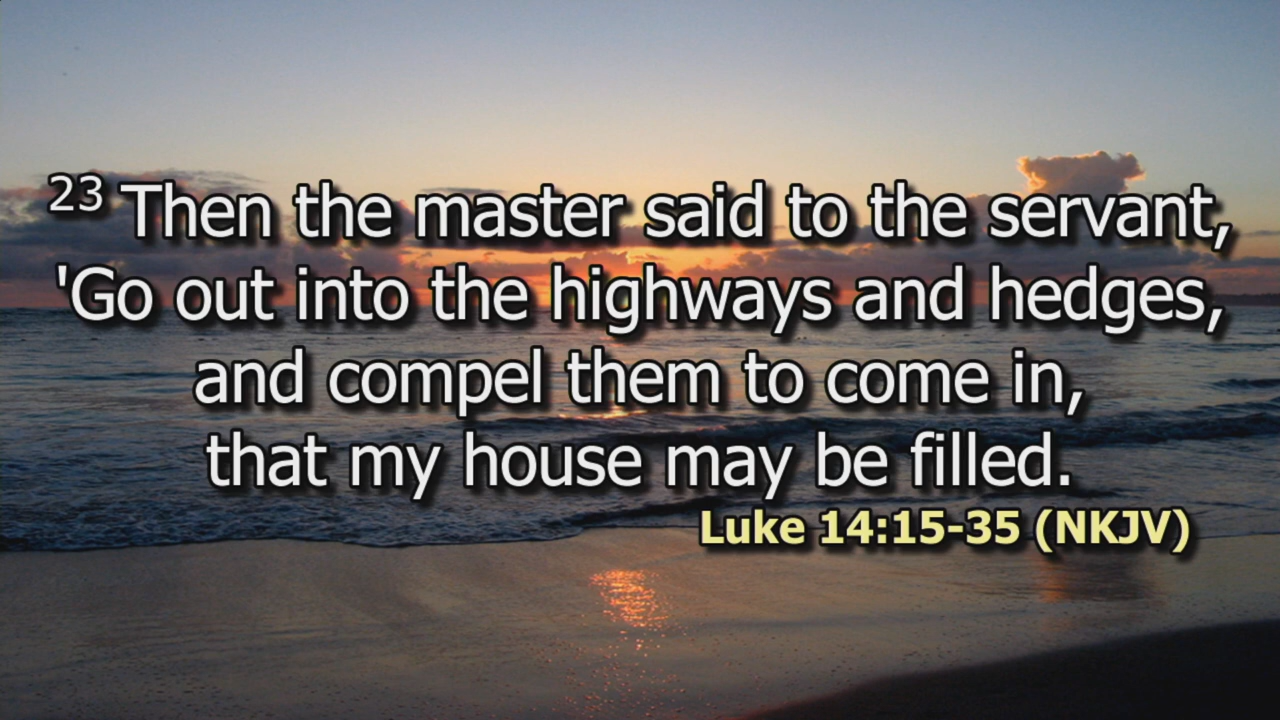 23 Then the master said to the servant,
'Go out into the highways and hedges,
and compel them to come in,
that my house may be filled.
Luke 14:15-35 (NKJV)